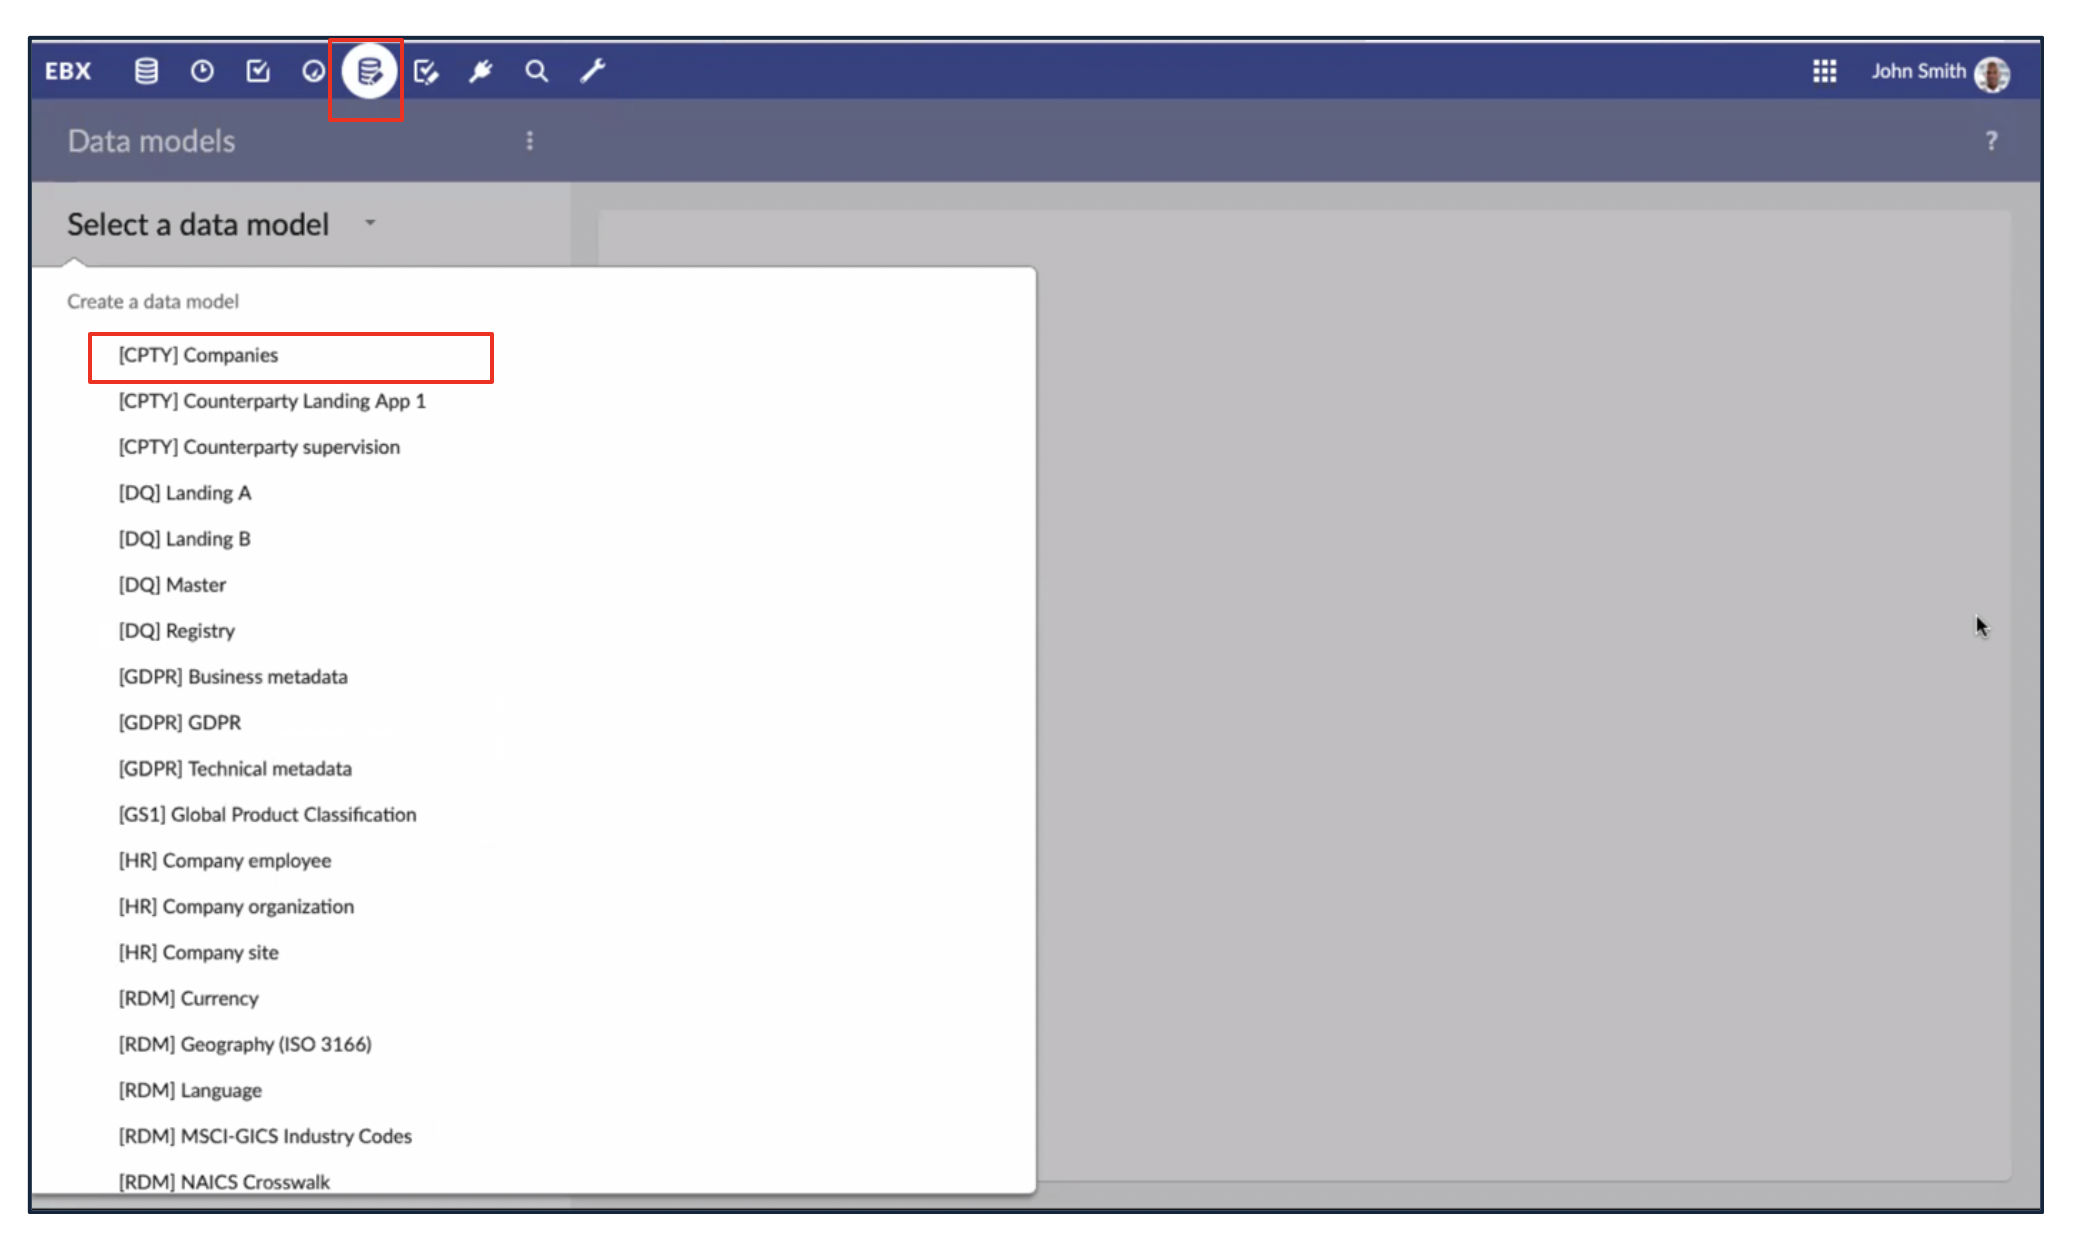 EBX
John Smith
Data models
?
Select a data model
Create a data model
[CPTY] Companies
[CPTY] Counterparty Landing App 1
[CPTY] Counterparty supervision
[DQ] Landing A
[DQ] Landing B
[DQ] Master
[DQ] Registry
[GDPR] Business metadata
[GDPR] GDPR
[GDPR] Technical metadata
[GS1] Global Product Classification
[HR] Company employee
[HR] Company organization
[HR] Company site
[RDM] Currency
[RDM] Geography (ISO 3166)
[RDM] Language
[RDM] MSCI-GICS Industry Codes
[RDM] NAICS Crosswalk